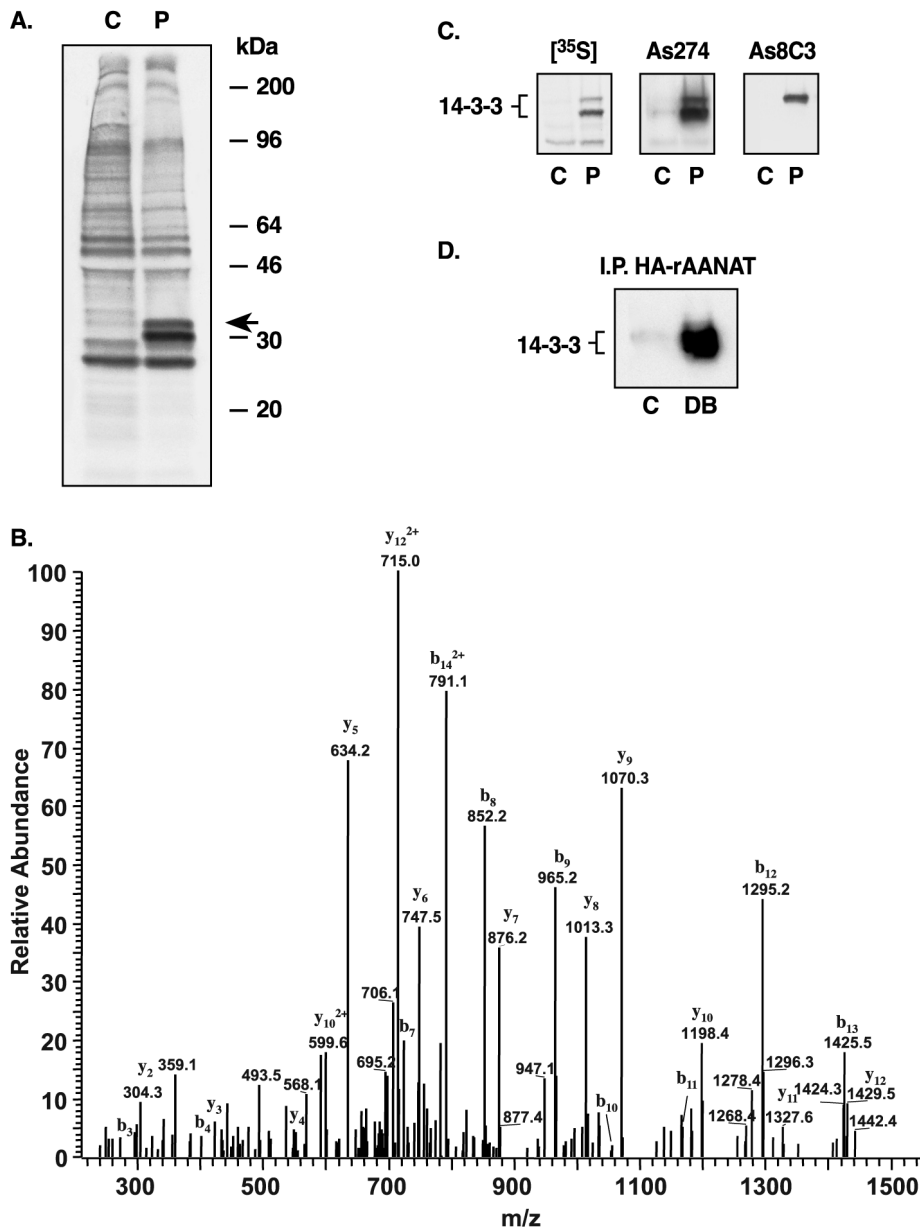 A.
C P
kDa
200
96
64
46
30
20
C.
[³⁵S] As274 As8C3
14-3-3
C P C P C P
D.
I.P. HA-rAANAT
14-3-3
C DB
B.
Relative Abundance
100
90
80
70
60
50
40
30
20
10
0
y₁₂²⁺
715.0
b₁₄²⁺
791.1
y₅
634.2
y₉
1070.3
b₈
852.2
b₉
965.2
b₁₂
1295.2
y₆
747.5
y₇
876.2
y₈
1013.3
706.1
b₇
y₁₀²⁺
599.6
695.2
y₁₀
1198.4
b₁₃
1425.5
y₂
304.3
359.1
493.5
568.1
b₃
b₄
y₃
y₄
947.1
877.4
b₁₀
b₁₁
1278.4
1268.4
1296.3
y₁₁
1327.6
1424.3
y₁₂
1429.5
1442.4
300 500 700 900 1100 1300 1500
m/z